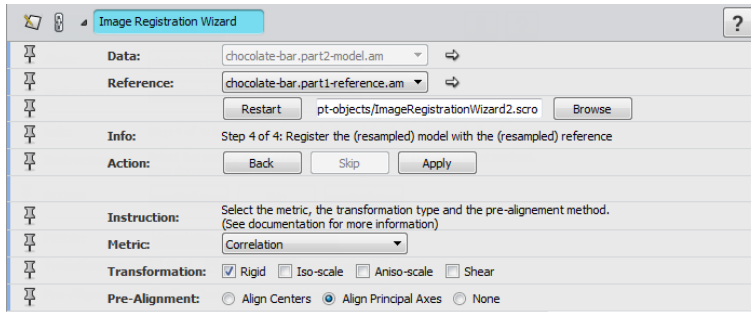 Image Registration Wizard ?
Data: chocolate-bar.part2-model.am
Reference: chocolate-bar.part1-reference.am
Restart pt-objects/ImageRegistrationWizard2.scro Browse
Info: Step 4 of 4: Register the (resampled) model with the (resampled) reference
Action: Back Skip Apply
Instruction: Select the metric, the transformation type and the pre-alignement method.
(See documentation for more information)
Metric: Correlation
Transformation: Rigid Iso-scale Aniso-scale Shear
Pre-Alignment: Align Centers Align Principal Axes None